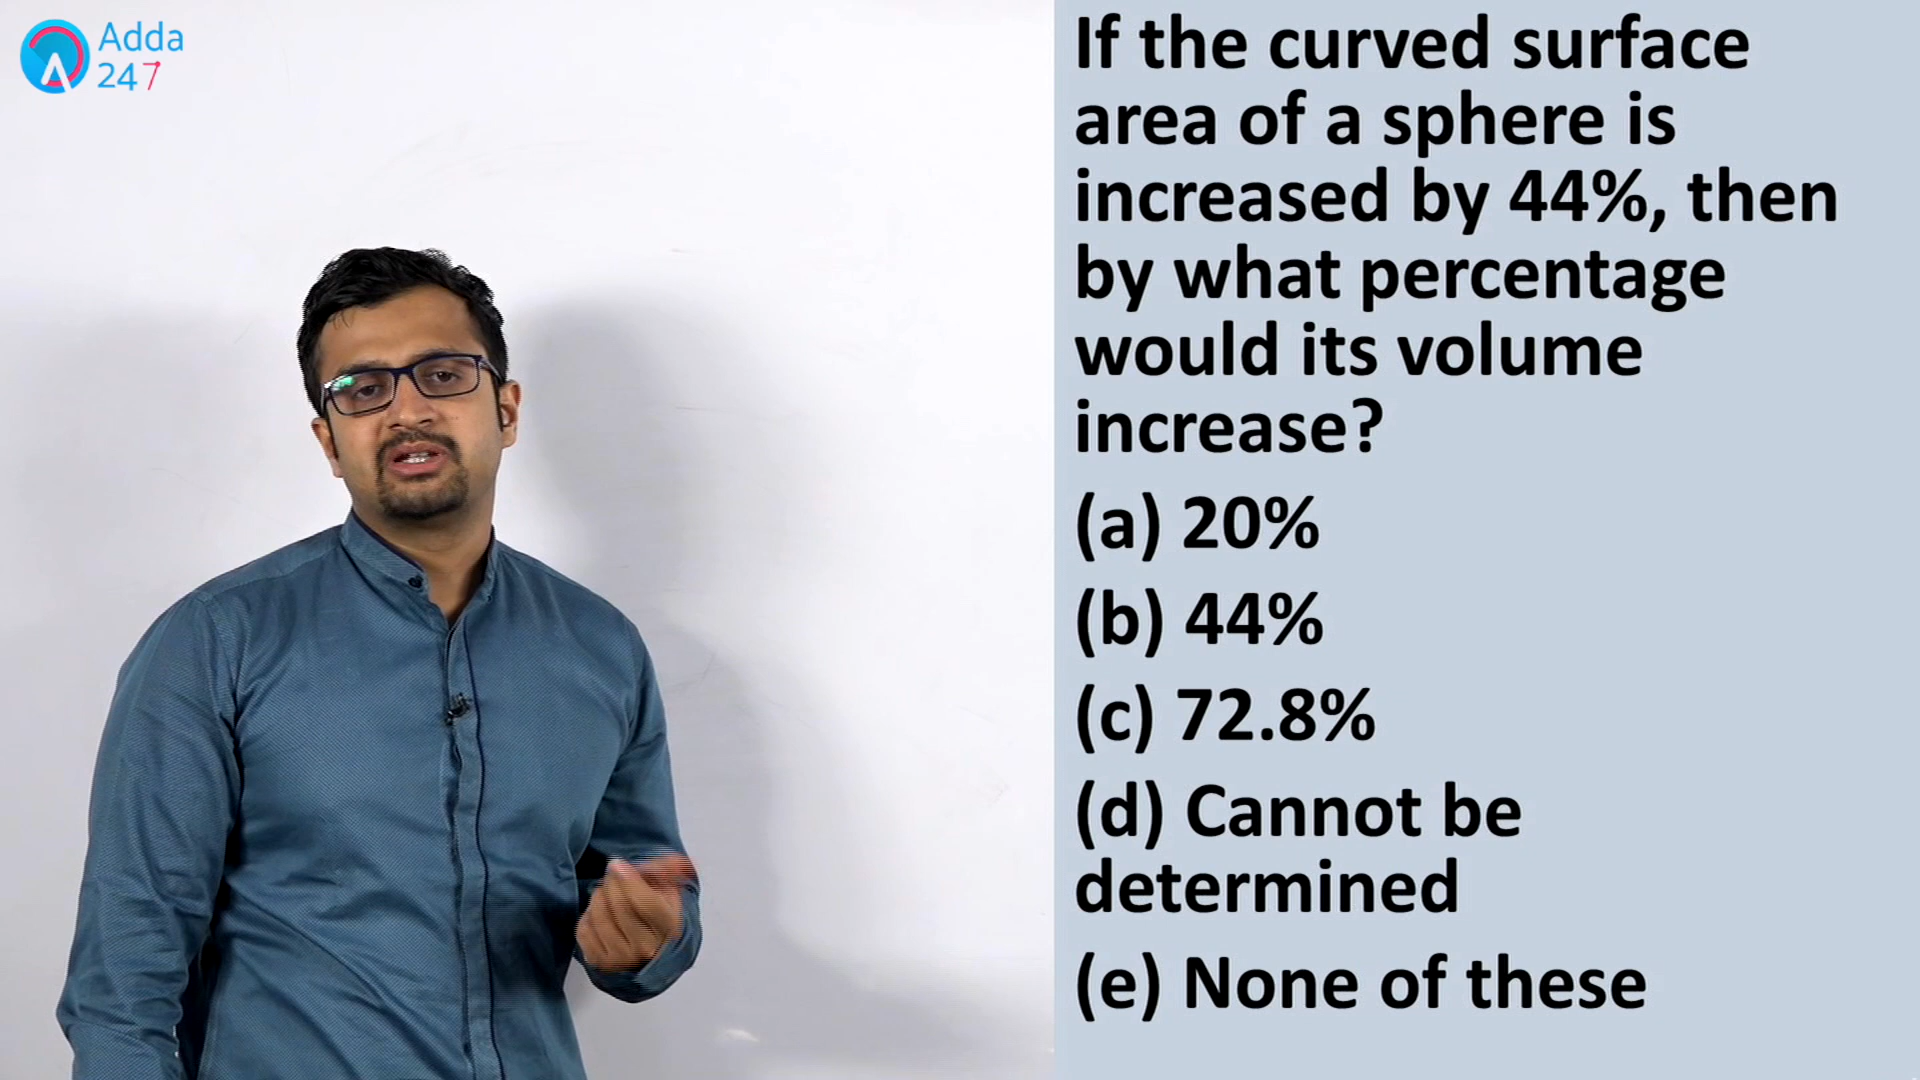 Adda
247
If the curved surface
area of a sphere is
increased by 44%, then
by what percentage
would its volume
increase?
(a) 20%
(b) 44%
(c) 72.8%
(d) Cannot be
determined
(e) None of these